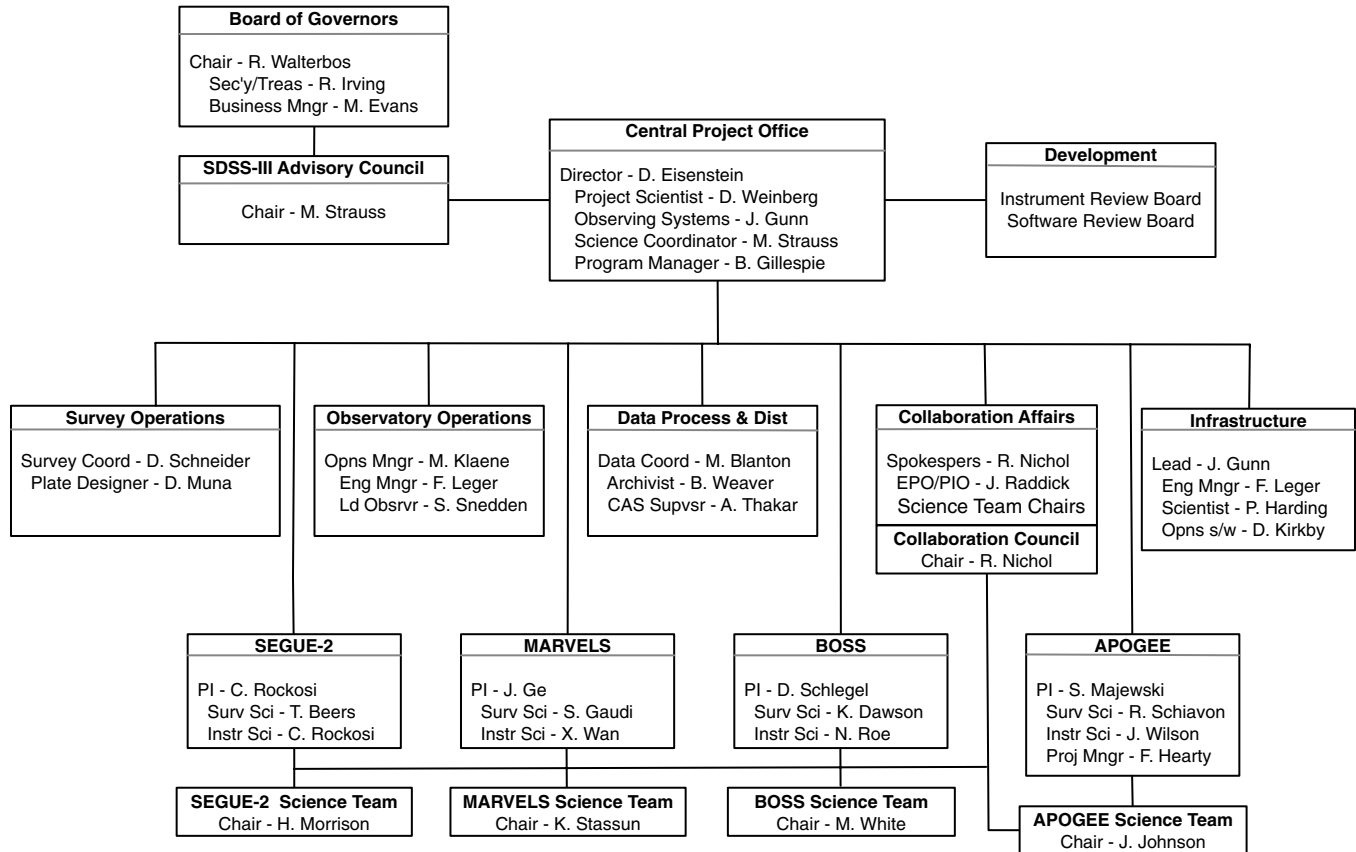 Board of Governors
Chair - R. Walterbos
Sec'y/Treas - R. Irving
Business Mngr - M. Evans
SDSS-III Advisory Council
Chair - M. Strauss
Central Project Office
Director - D. Eisenstein
Project Scientist - D. Weinberg
Observing Systems - J. Gunn
Science Coordinator - M. Strauss
Program Manager - B. Gillespie
Development
Instrument Review Board
Software Review Board
Survey Operations
Survey Coord - D. Schneider
Plate Designer - D. Muna
Observatory Operations
Opns Mngr - M. Klaene
Eng Mngr - F. Leger
Ld Obsrvr - S. Snedden
Data Process & Dist
Data Coord - M. Blanton
Archivist - B. Weaver
CAS Supvsr - A. Thakar
Collaboration Affairs
Spokespers - R. Nichol
EPO/PIO - J. Raddick
Science Team Chairs
Collaboration Council
Chair - R. Nichol
Infrastructure
Lead - J. Gunn
Eng Mngr - F. Leger
Scientist - P. Harding
Opns s/w - D. Kirkby
SEGUE-2
PI - C. Rockosi
Surv Sci - T. Beers
Instr Sci - C. Rockosi
MARVELS
PI - J. Ge
Surv Sci - S. Gaudi
Instr Sci - X. Wan
BOSS
PI - D. Schlegel
Surv Sci - K. Dawson
Instr Sci - N. Roe
APOGEE
PI - S. Majewski
Surv Sci - R. Schiavon
Instr Sci - J. Wilson
Proj Mngr - F. Hearty
SEGUE-2 Science Team
Chair - H. Morrison
MARVELS Science Team
Chair - K. Stassun
BOSS Science Team
Chair - M. White
APOGEE Science Team
Chair - J. Johnson